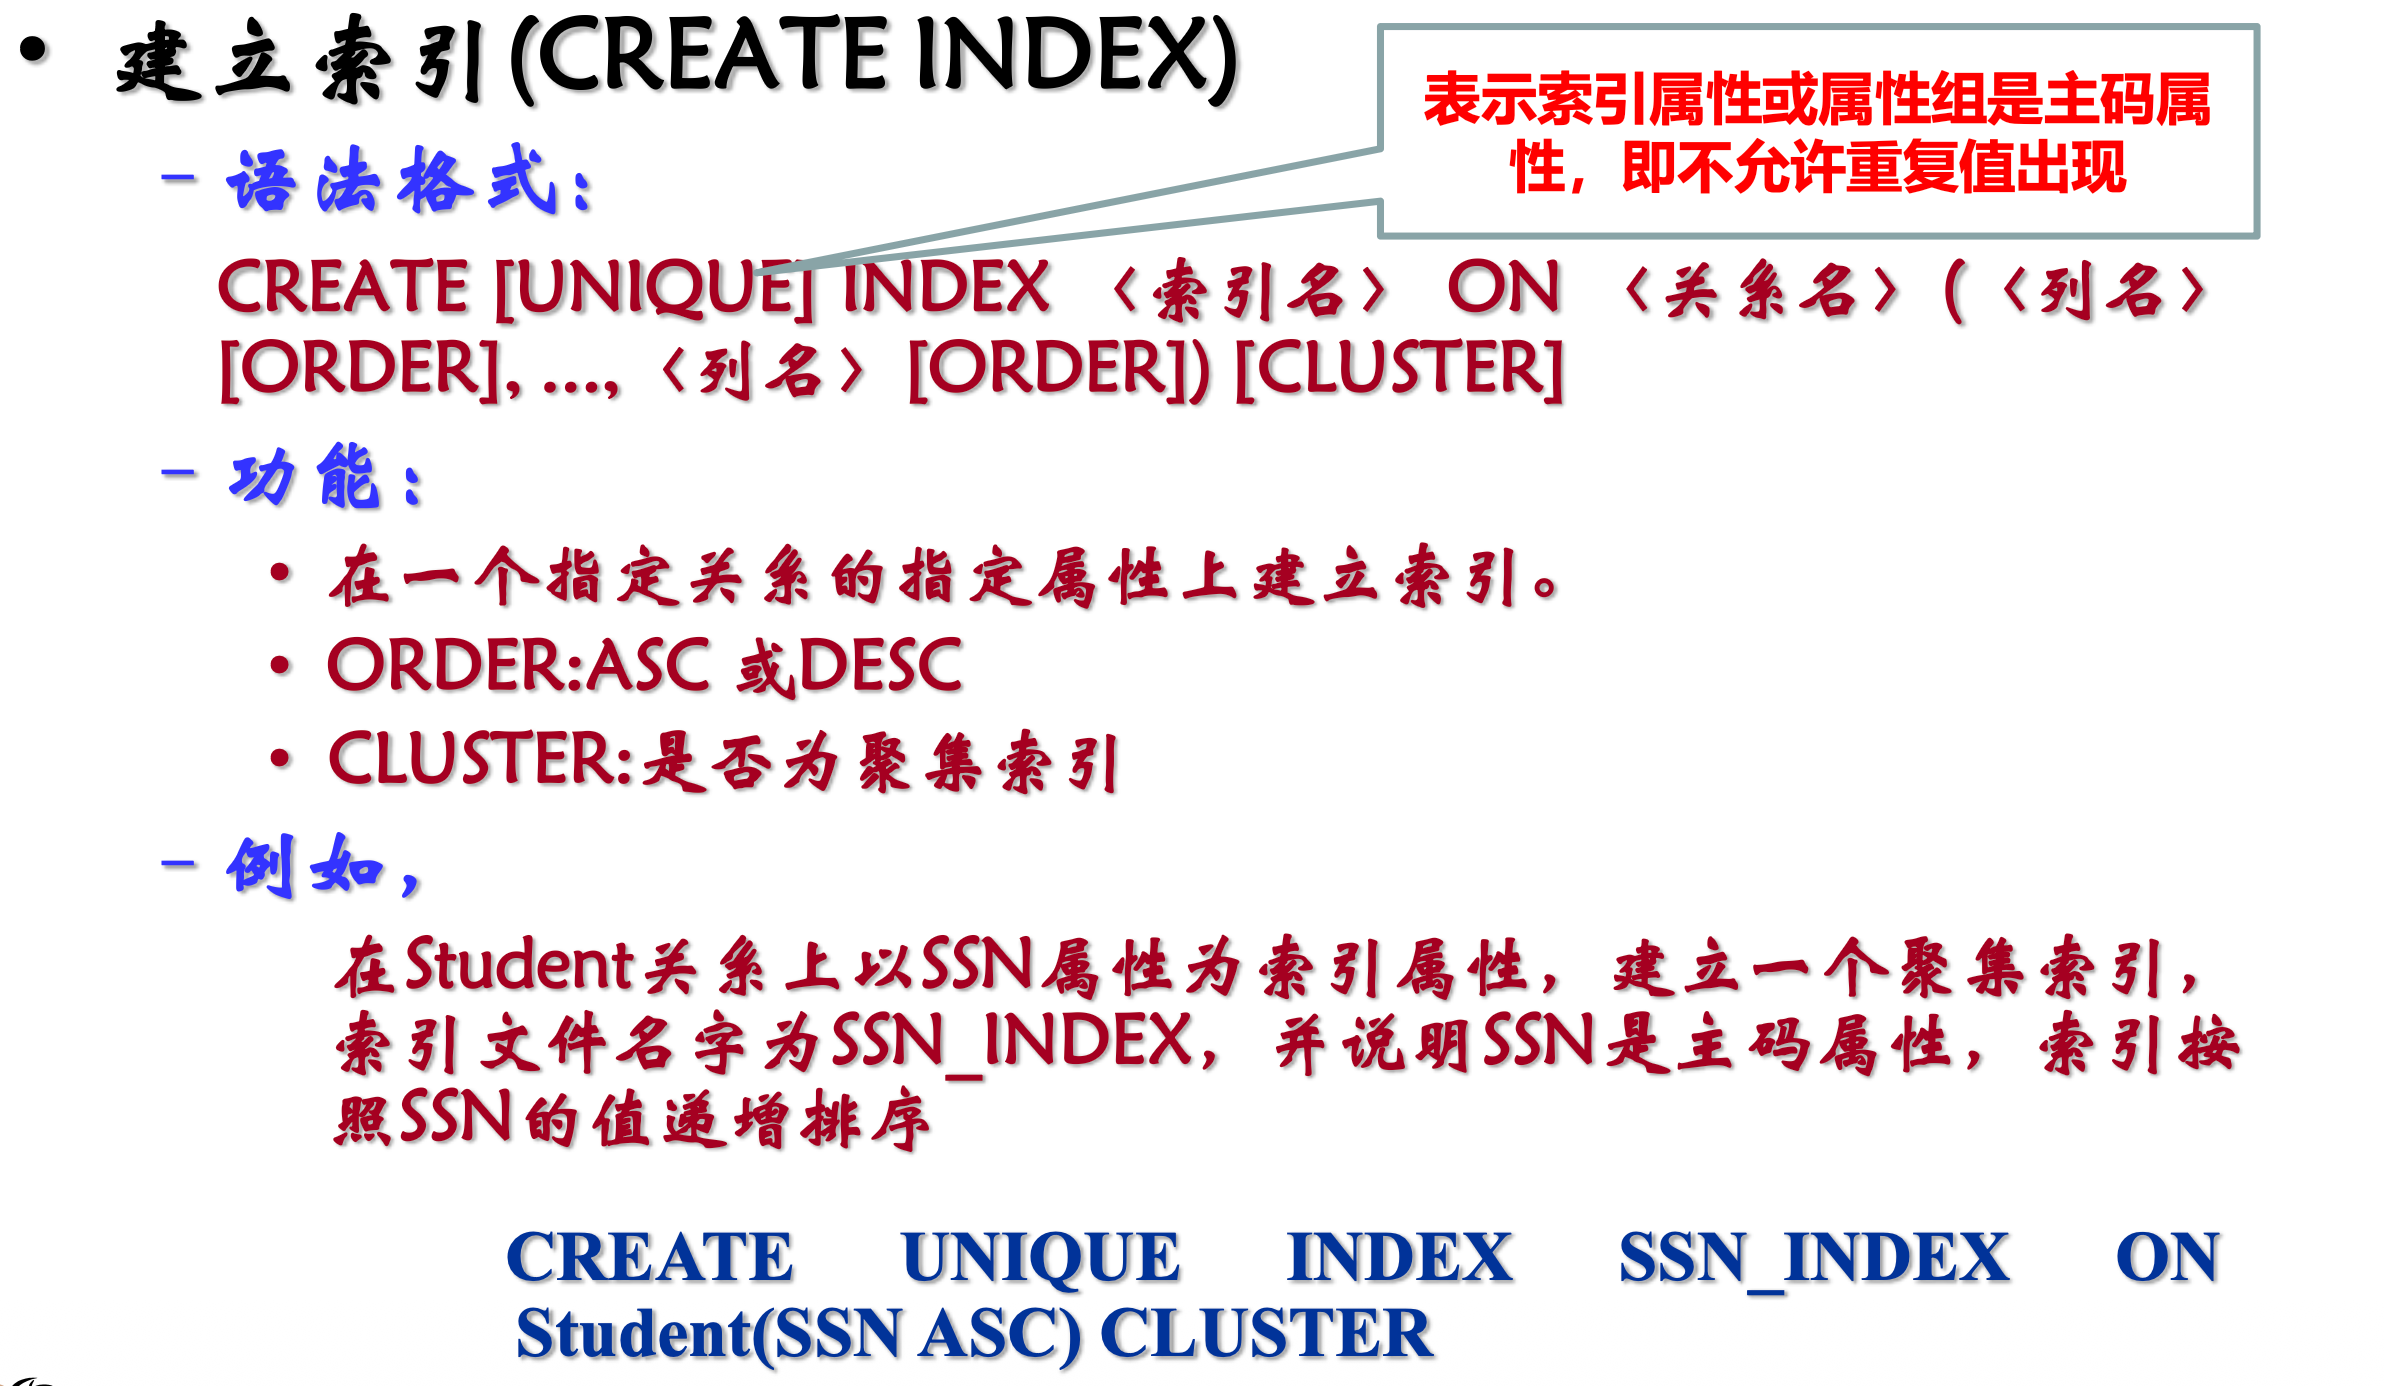 • 建立索引(CREATE INDEX)
表示索引属性或属性组是主码属
性，即不允许重复值出现
– 语法格式：
CREATE [UNIQUE] INDEX 〈索引名〉 ON 〈关系名〉(〈列名〉
[ORDER], …, 〈列名〉 [ORDER]) [CLUSTER]
– 功能：
• 在一个指定关系的指定属性上建立索引。
• ORDER:ASC 或DESC
• CLUSTER:是否为聚集索引
– 例如，
在Student关系上以SSN属性为索引属性，建立一个聚集索引，
索引文件名字为SSN_INDEX，并说明SSN是主码属性，索引按
照SSN的值递增排序
CREATE UNIQUE INDEX SSN_INDEX ON
Student(SSN ASC) CLUSTER